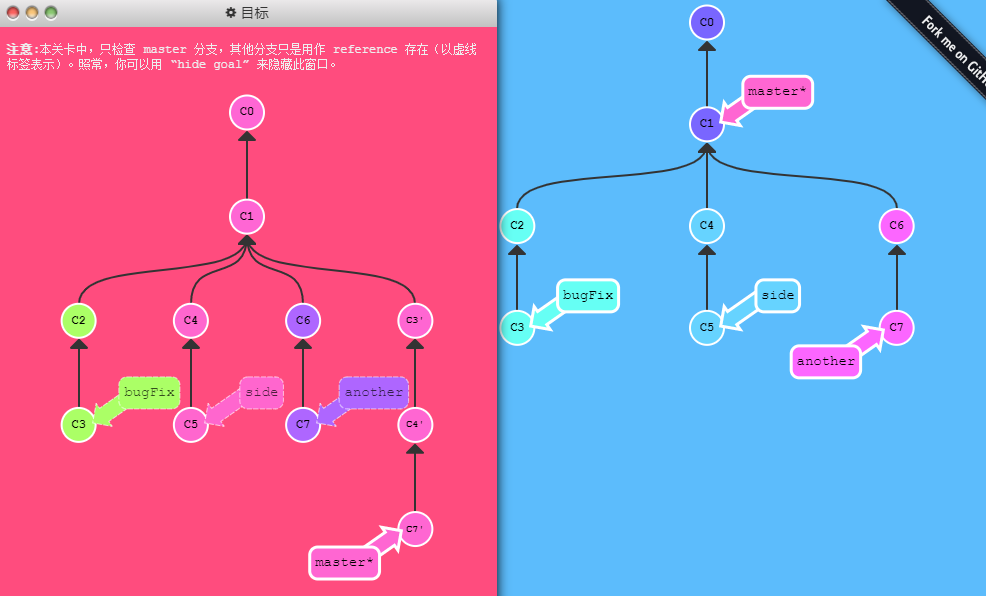 目标
注意:本关卡中，只检查 master 分支，其他分支只是用作 reference 存在（以虚线
标签表示）。照常，你可以用 “hide goal” 来隐藏此窗口。
C0
C1
C2
C4
C6
C3'
bugFix
side
another
C3
C5
C7
C4'
C7'
master*
C0
master*
C1
C2
C4
C6
bugFix
side
C3
C5
C7
another
Fork me on GitH